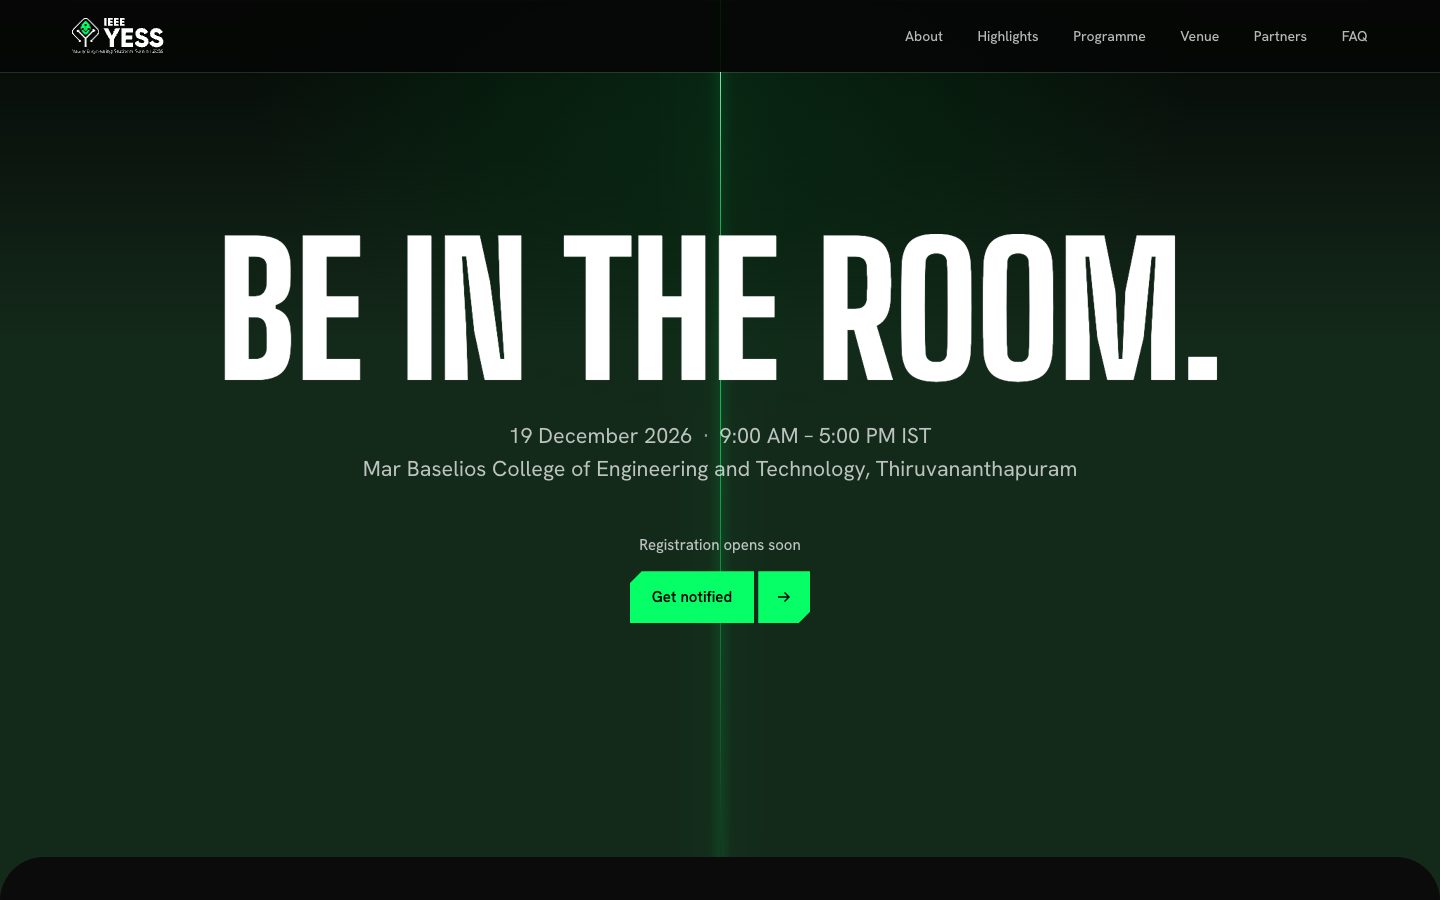 IEEE
YESS
About
Highlights
Programme
Venue
Partners
FAQ
BE IN THE ROOM.
19 December 2026 · 9:00 AM – 5:00 PM IST
Mar Baselios College of Engineering and Technology, Thiruvananthapuram
Registration opens soon
Get notified →